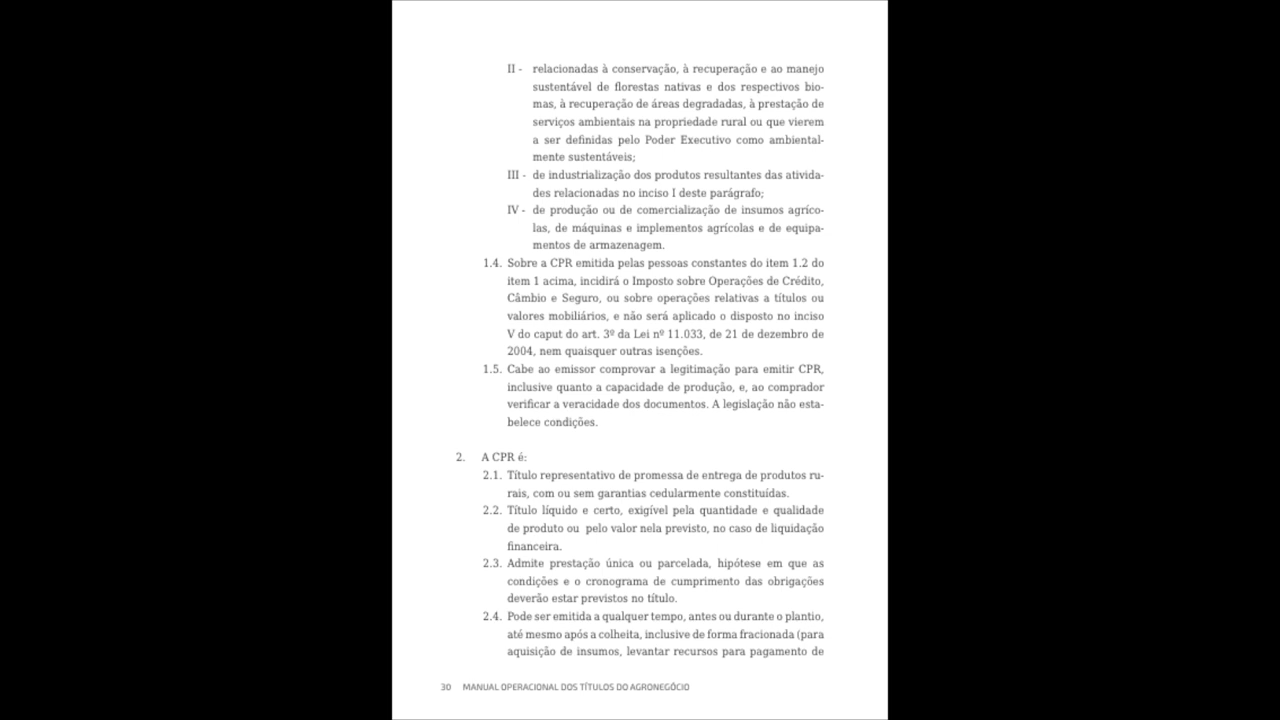 II - relacionadas à conservação, à recuperação e ao manejo
sustentável de florestas nativas e dos respectivos bio-
mas, à recuperação de áreas degradadas, à prestação de
serviços ambientais na propriedade rural ou que vierem
a ser definidas pelo Poder Executivo como ambiental-
mente sustentáveis;
III - de industrialização dos produtos resultantes das ativida-
des relacionadas no inciso I deste parágrafo;
IV - de produção ou de comercialização de insumos agríco-
las, de máquinas e implementos agrícolas e de equipa-
mentos de armazenagem.
1.4. Sobre a CPR emitida pelas pessoas constantes do item 1.2 do
item 1 acima, incidirá o Imposto sobre Operações de Crédito,
Câmbio e Seguro, ou sobre operações relativas a títulos ou
valores mobiliários, e não será aplicado o disposto no inciso
V do caput do art. 3º da Lei nº 11.033, de 21 de dezembro de
2004, nem quaisquer outras isenções.
1.5. Cabe ao emissor comprovar a legitimação para emitir CPR,
inclusive quanto a capacidade de produção, e, ao comprador
verificar a veracidade dos documentos. A legislação não esta-
belece condições.
2. A CPR é:
2.1. Título representativo de promessa de entrega de produtos ru-
rais, com ou sem garantias cedularmente constituídas.
2.2. Título líquido e certo, exigível pela quantidade e qualidade
de produto ou pelo valor nela previsto, no caso de liquidação
financeira.
2.3. Admite prestação única ou parcelada, hipótese em que as
condições e o cronograma de cumprimento das obrigações
deverão estar previstos no título.
2.4. Pode ser emitida a qualquer tempo, antes ou durante o plantio,
até mesmo após a colheita, inclusive de forma fracionada (para
aquisição de insumos, levantar recursos para pagamento de
30 MANUAL OPERACIONAL DOS TÍTULOS DO AGRONEGÓCIO